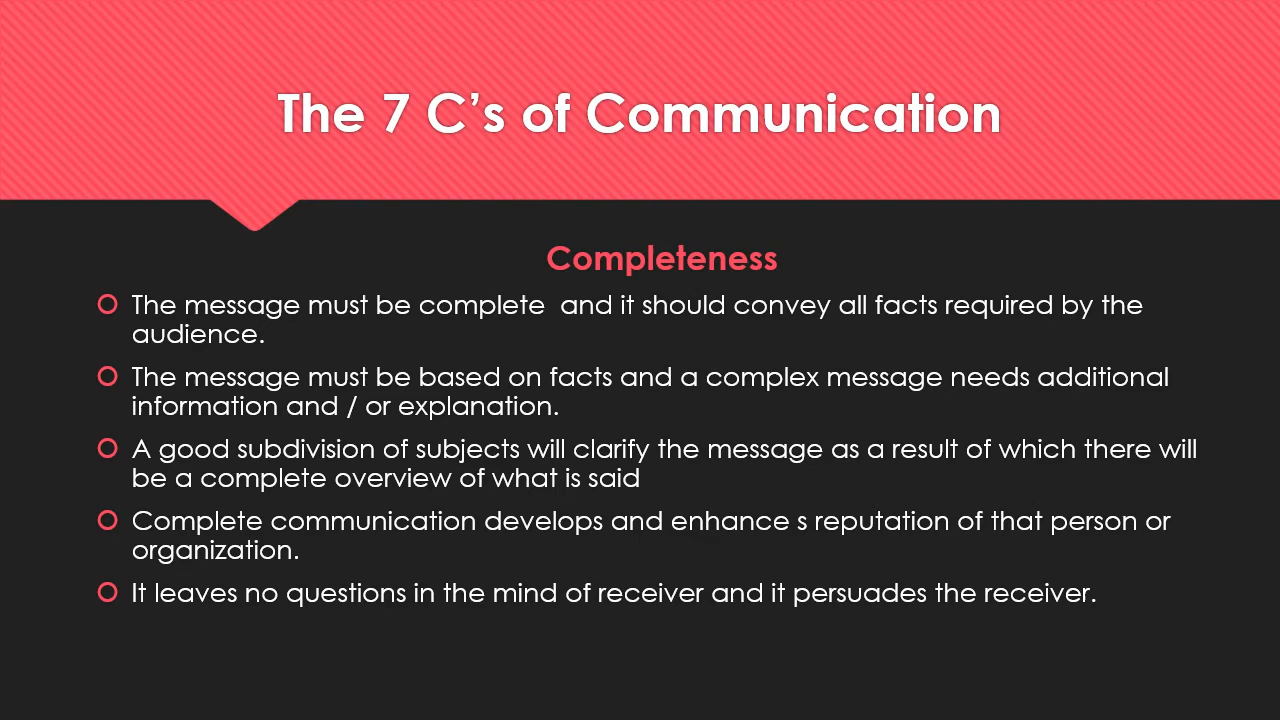 The 7 C’s of Communication
Completeness
The message must be complete  and it should convey all facts required by the
audience.
The message must be based on facts and a complex message needs additional
information and / or explanation.
A good subdivision of subjects will clarify the message as a result of which there will
be a complete overview of what is said
Complete communication develops and enhance s reputation of that person or
organization.
It leaves no questions in the mind of receiver and it persuades the receiver.